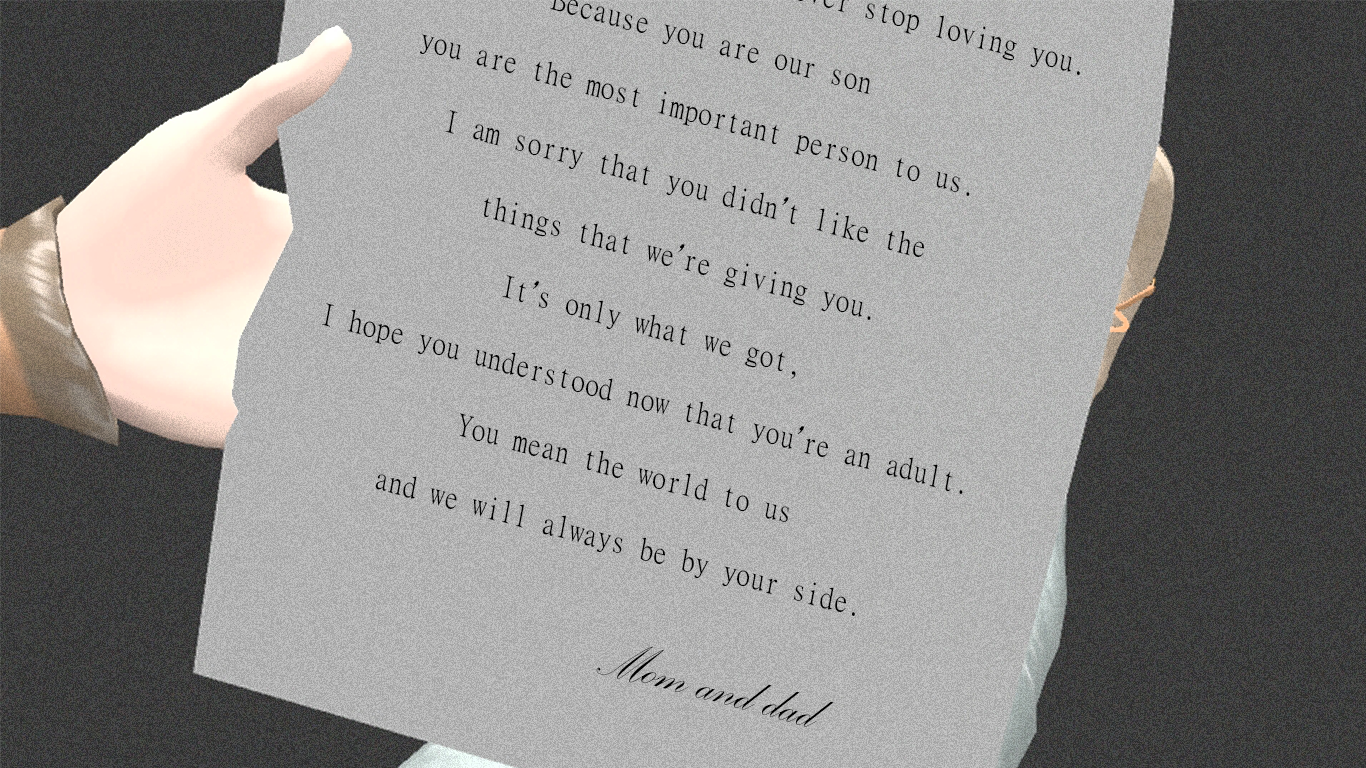 stop loving you.
Because you are our son
you are the most important person to us.
I am sorry that you didn't like the
things that we're giving you.
It's only what we got,
I hope you understood now that you're an adult.
You mean the world to us
and we will always be by your side.
Mom and dad